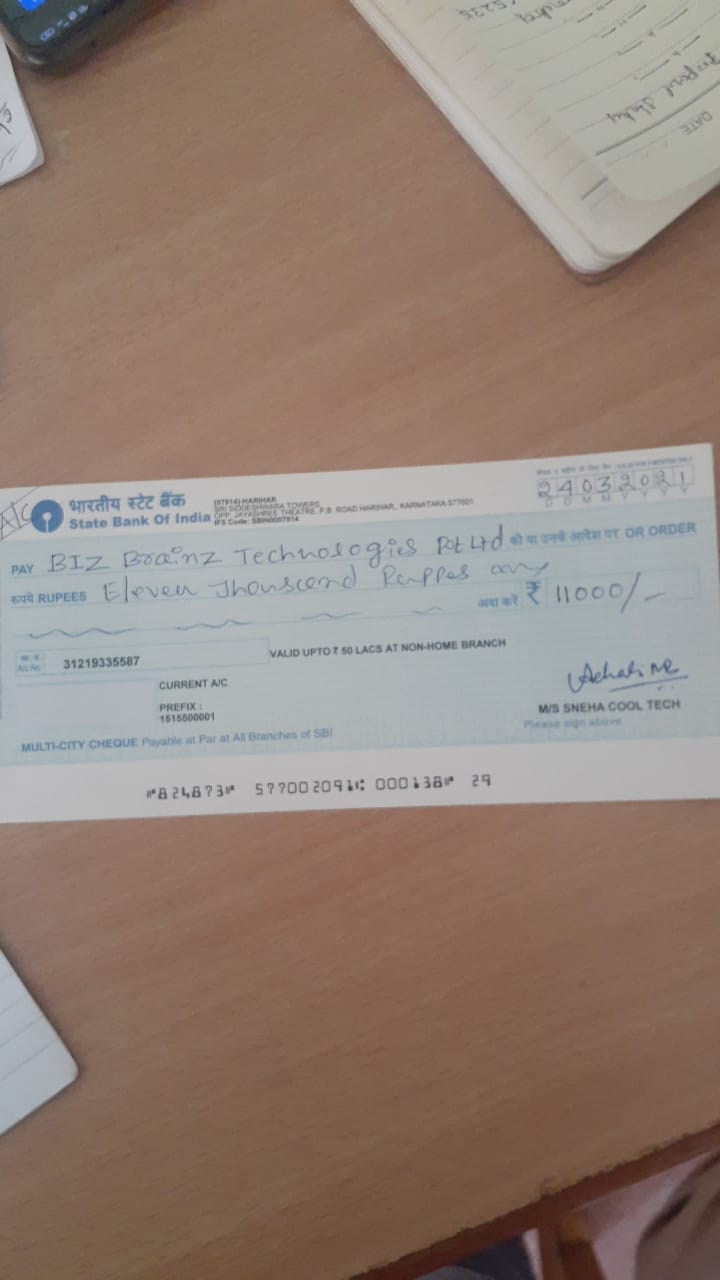 DATE
A/C
भारतीय स्टेट बैंक
State Bank Of India
(07914)-HARIHAR
SRI SIDDESHWARA TOWERS,
OPP. JAYASHREE THEATRE, P.B. ROAD HARIHAR, KARNATAKA 577601
IFS Code: SBIN0007914
24032021
D D M M Y Y Y Y
PAY BIZ Brainz Technologies Pvt Ltd को या उनके आदेश पर OR ORDER
रुपये RUPEES Eleven Thouscend Ruppes
अदा करें ₹ 11000/-
A/c No. 31219335587
VALID UPTO ₹ 50 LACS AT NON-HOME BRANCH
CURRENT A/C
PREFIX :
1515500001
M/S SNEHA COOL TECH
Please sign above
MULTI-CITY CHEQUE Payable at Par at All Branches of SBI
⑈824873⑈ 577002091⑆ 000138⑈ 29